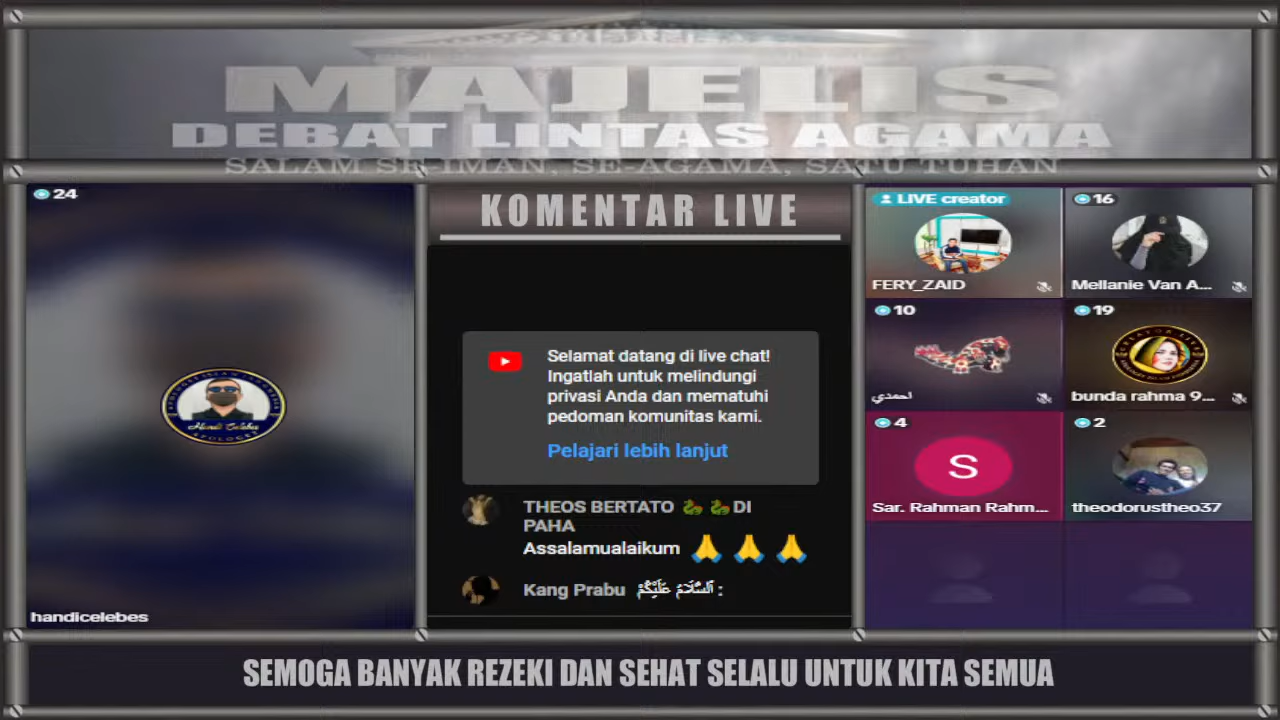 MAJELIS
DEBAT LINTAS AGAMA
SALAM SE-IMAN, SE-AGAMA, SATU TUHAN
24
Handi Celebes
APOLOGET
handicelebes
KOMENTAR LIVE
Selamat datang di live chat!
Ingatlah untuk melindungi
privasi Anda dan mematuhi
pedoman komunitas kami.
Pelajari lebih lanjut
THEOS BERTATO 🐉 🐉DI
PAHA
Assalamualaikum 🙏 🙏 🙏
Kang Prabu اَلسَّلَامُ عَلَيْكُمْ :
LIVE creator
FERY_ZAID
16
Mellanie Van A...
10
احمدي
19
bunda rahma 9...
4
S
Sar. Rahman Rahm...
2
theodorustheo37
SEMOGA BANYAK REZEKI DAN SEHAT SELALU UNTUK KITA SEMUA